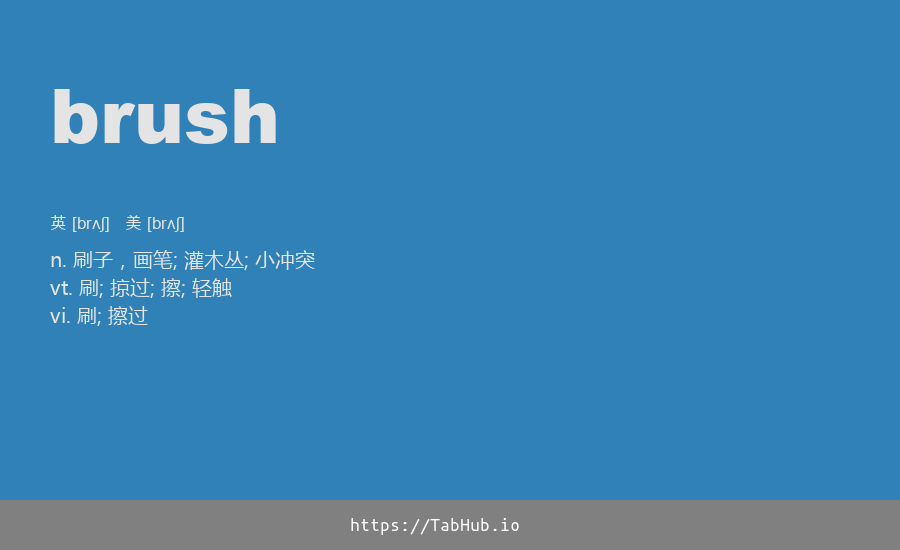 brush
英 [brʌʃ] 美 [brʌʃ]
n. 刷子，画笔; 灌木丛; 小冲突
vt. 刷; 掠过; 擦; 轻触
vi. 刷; 擦过
https://TabHub.io